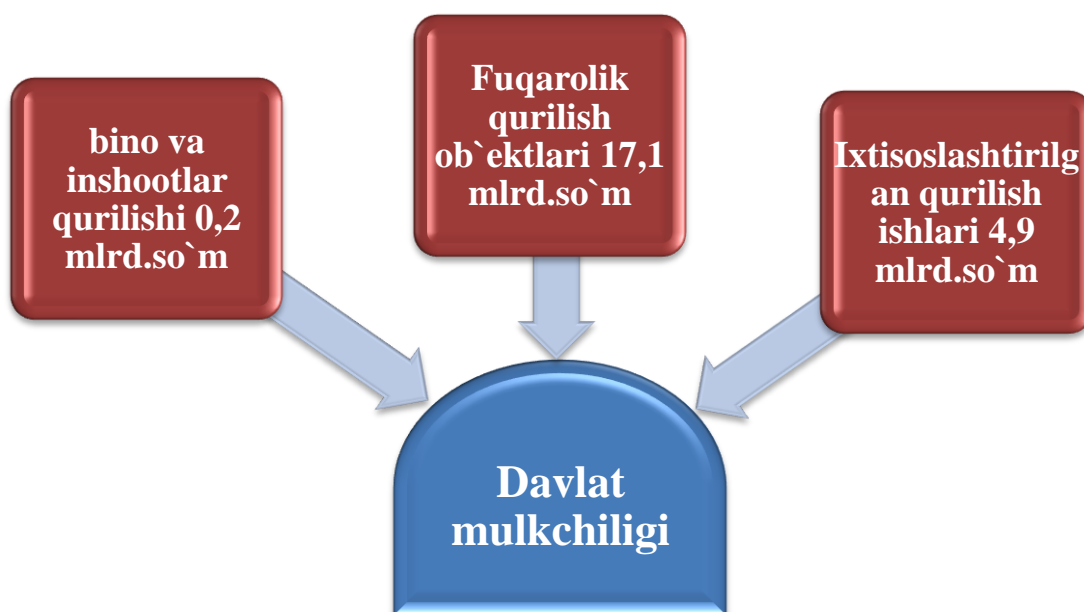 bino va
inshootlar
qurilishi 0,2
mlrd.so`m
Fuqarolik
qurilish
ob`ektlari 17,1
mlrd.so`m
Ixtisoslashtirilg
an qurilish
ishlari 4,9
mlrd.so`m
Davlat
mulkchiligi